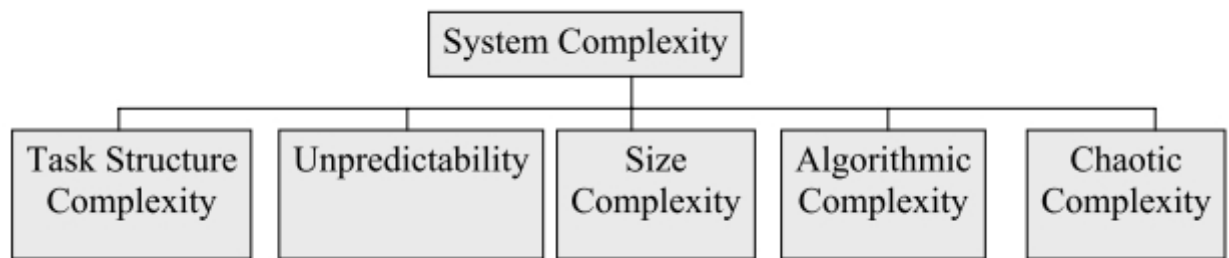 System Complexity
Task Structure
Complexity
Unpredictability
Size
Complexity
Algorithmic
Complexity
Chaotic
Complexity